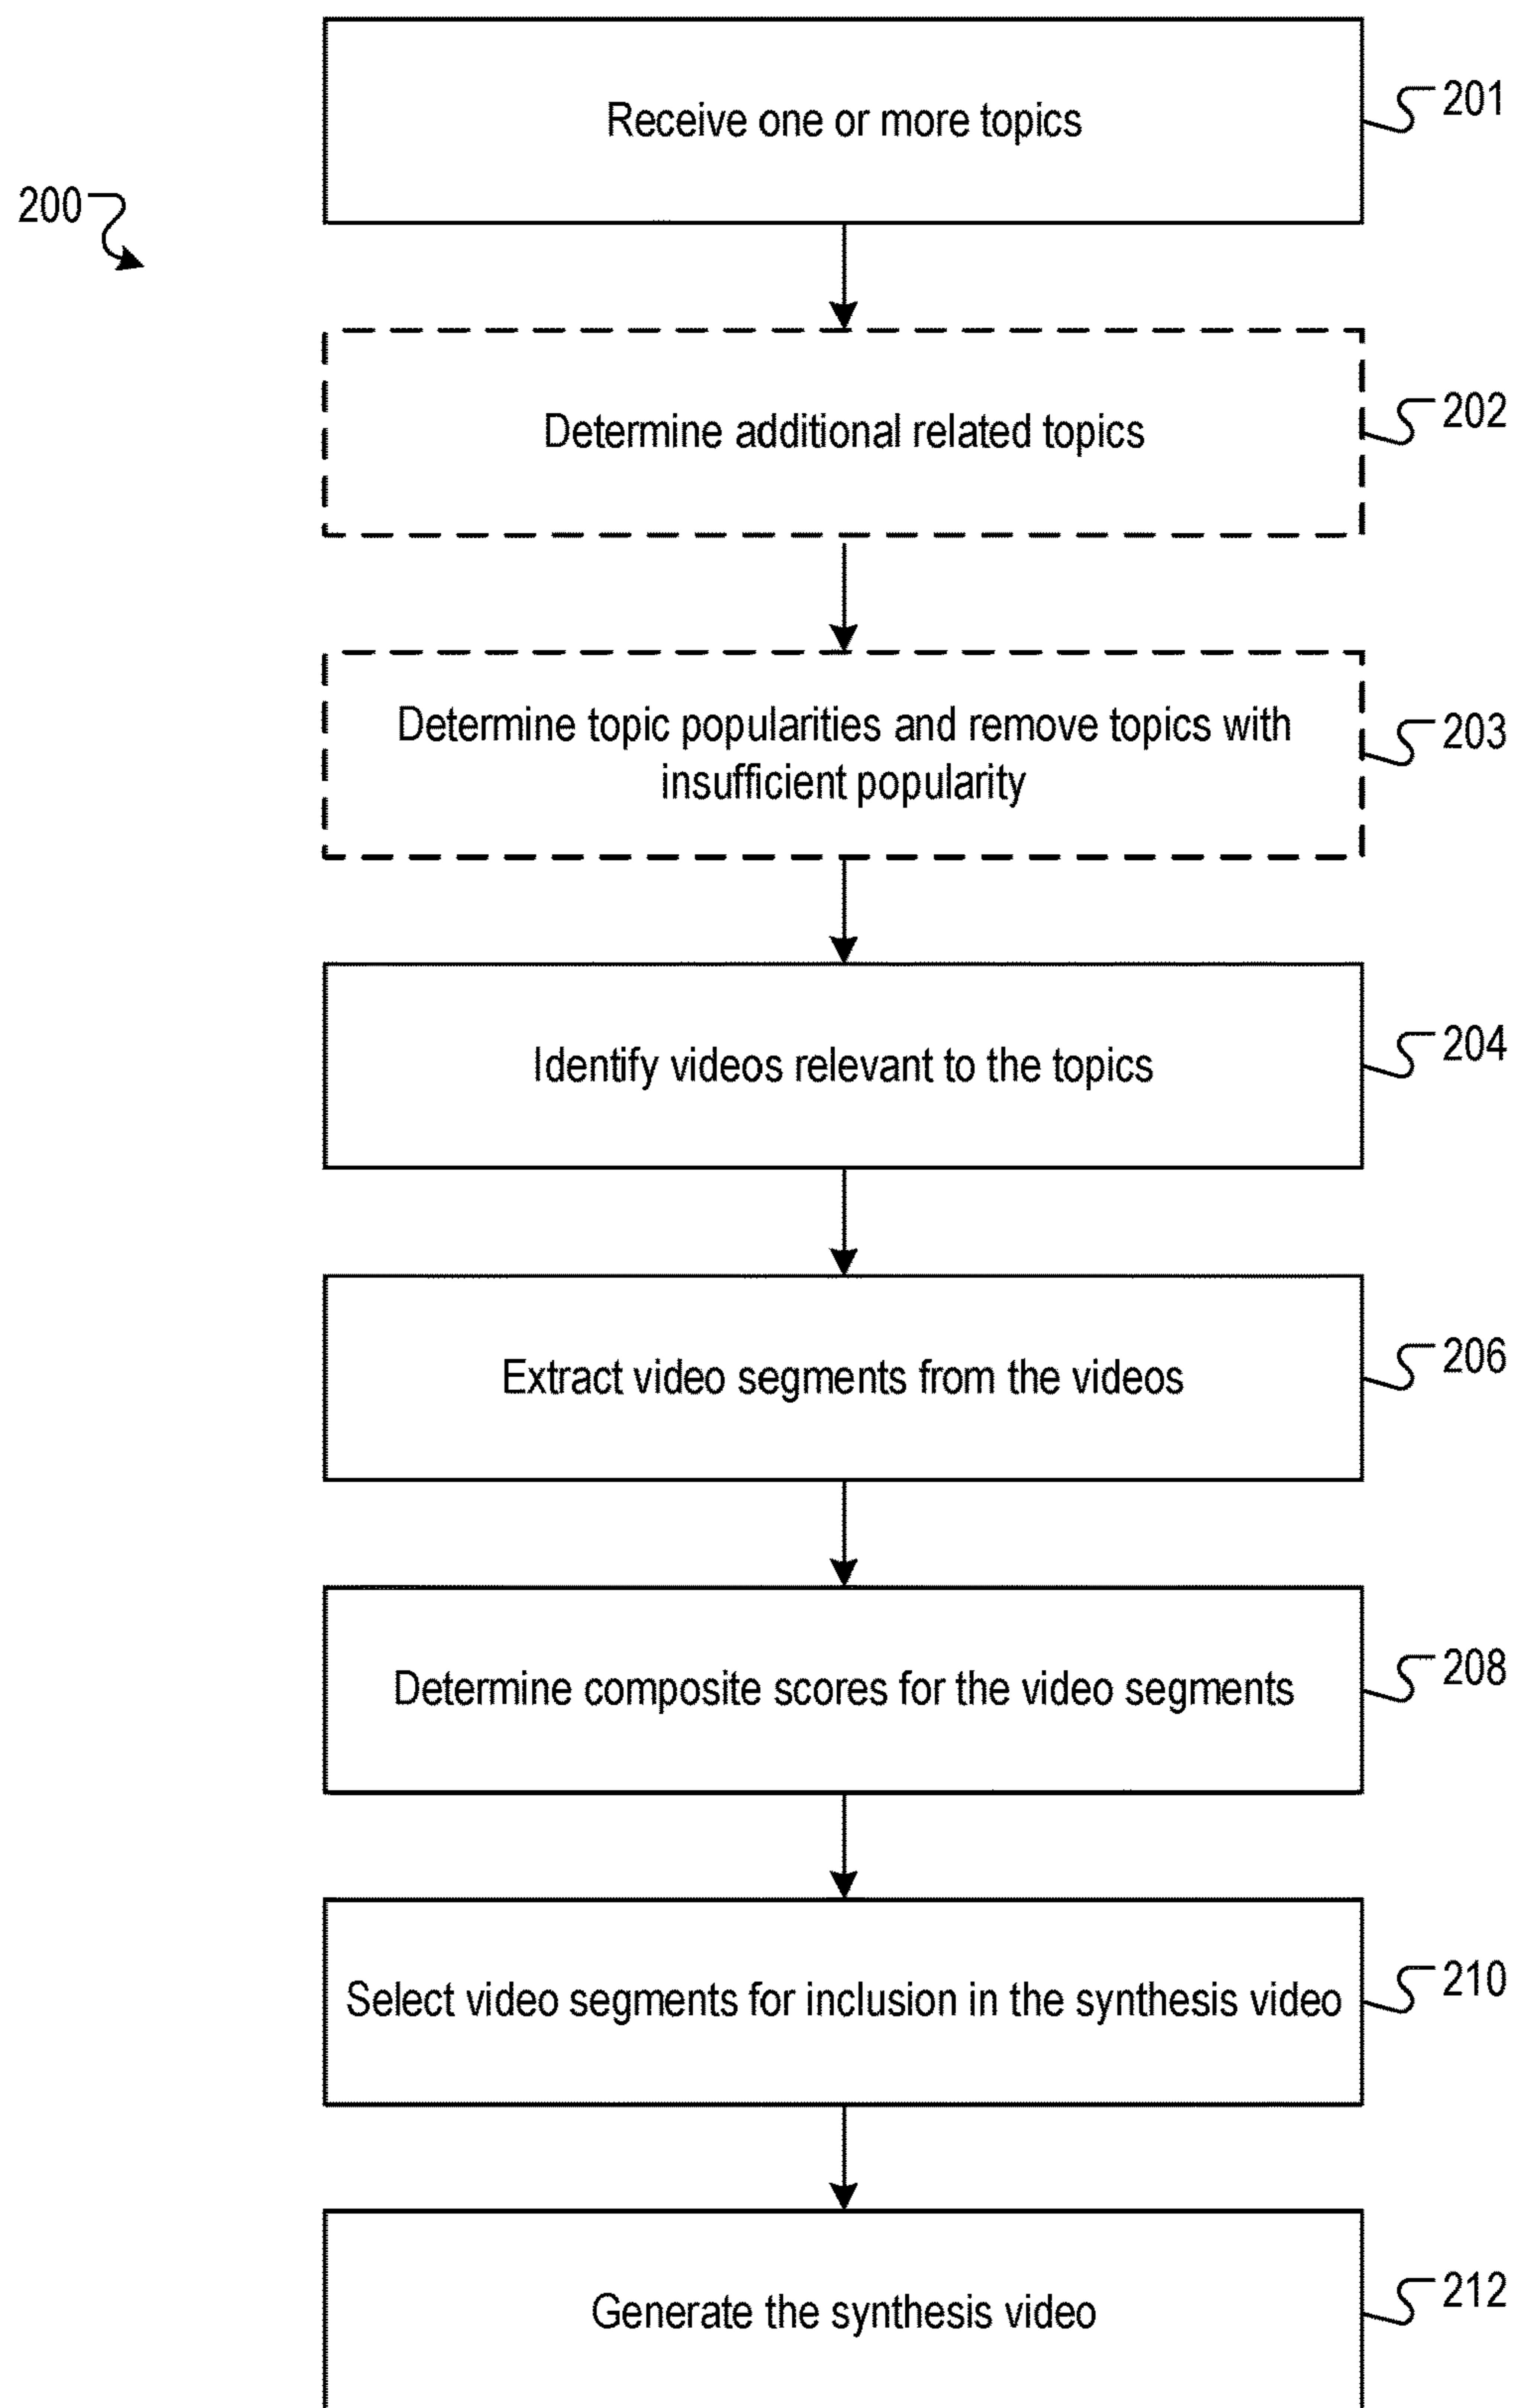 Receive one or more topics
201
200
Determine additional related topics
202
Determine topic popularities and remove topics with
insufficient popularity
203
Identify videos relevant to the topics
204
Extract video segments from the videos
206
Determine composite scores for the video segments
208
Select video segments for inclusion in the synthesis video
210
Generate the synthesis video
212